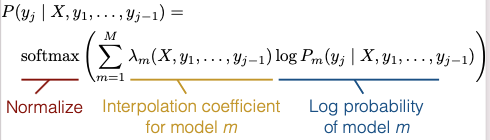 P(y_j | X, y_1, . . . , y_{j−1}) =
softmax ( ∑_{m=1}^{M} λ_m(X, y_1, . . . , y_{j−1}) log P_m(y_j | X, y_1, . . . , y_{j−1}) )
Normalize Interpolation coefficient for model m Log probability of model m